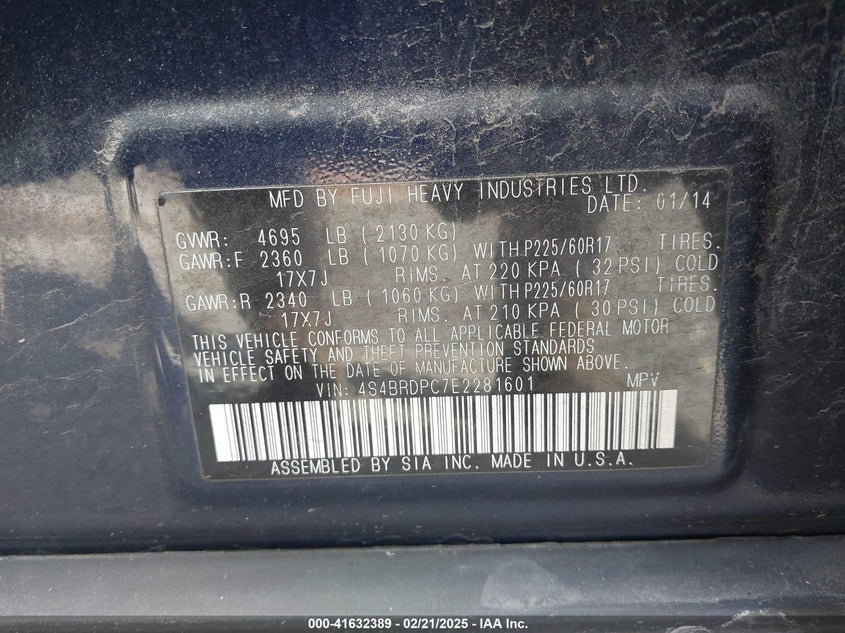 MFD BY FUJI HEAVY INDUSTRIES LTD.
DATE: 01/14
GVWR: 4695 LB ( 2130 KG)
GAWR:F 2360 LB ( 1070 KG) WITH P225/60R17 TIRES.
17X7J RIMS. AT 220 KPA ( 32 PSI) COLD
GAWR:R 2340 LB ( 1060 KG) WITH P225/60R17 TIRES.
17X7J RIMS. AT 210 KPA ( 30 PSI) COLD
THIS VEHICLE CONFORMS TO ALL APPLICABLE FEDERAL MOTOR
VEHICLE SAFETY AND THEFT PREVENTION STANDARDS
IN EFFECT ON THE DATE OF MANUFACTURE SHOWN ABOVE.
VIN: 4S4BRDPC7E2281601 MPV
ASSEMBLED BY SIA INC. MADE IN U.S.A.
000-41632389 - 02/21/2025 - IAA Inc.